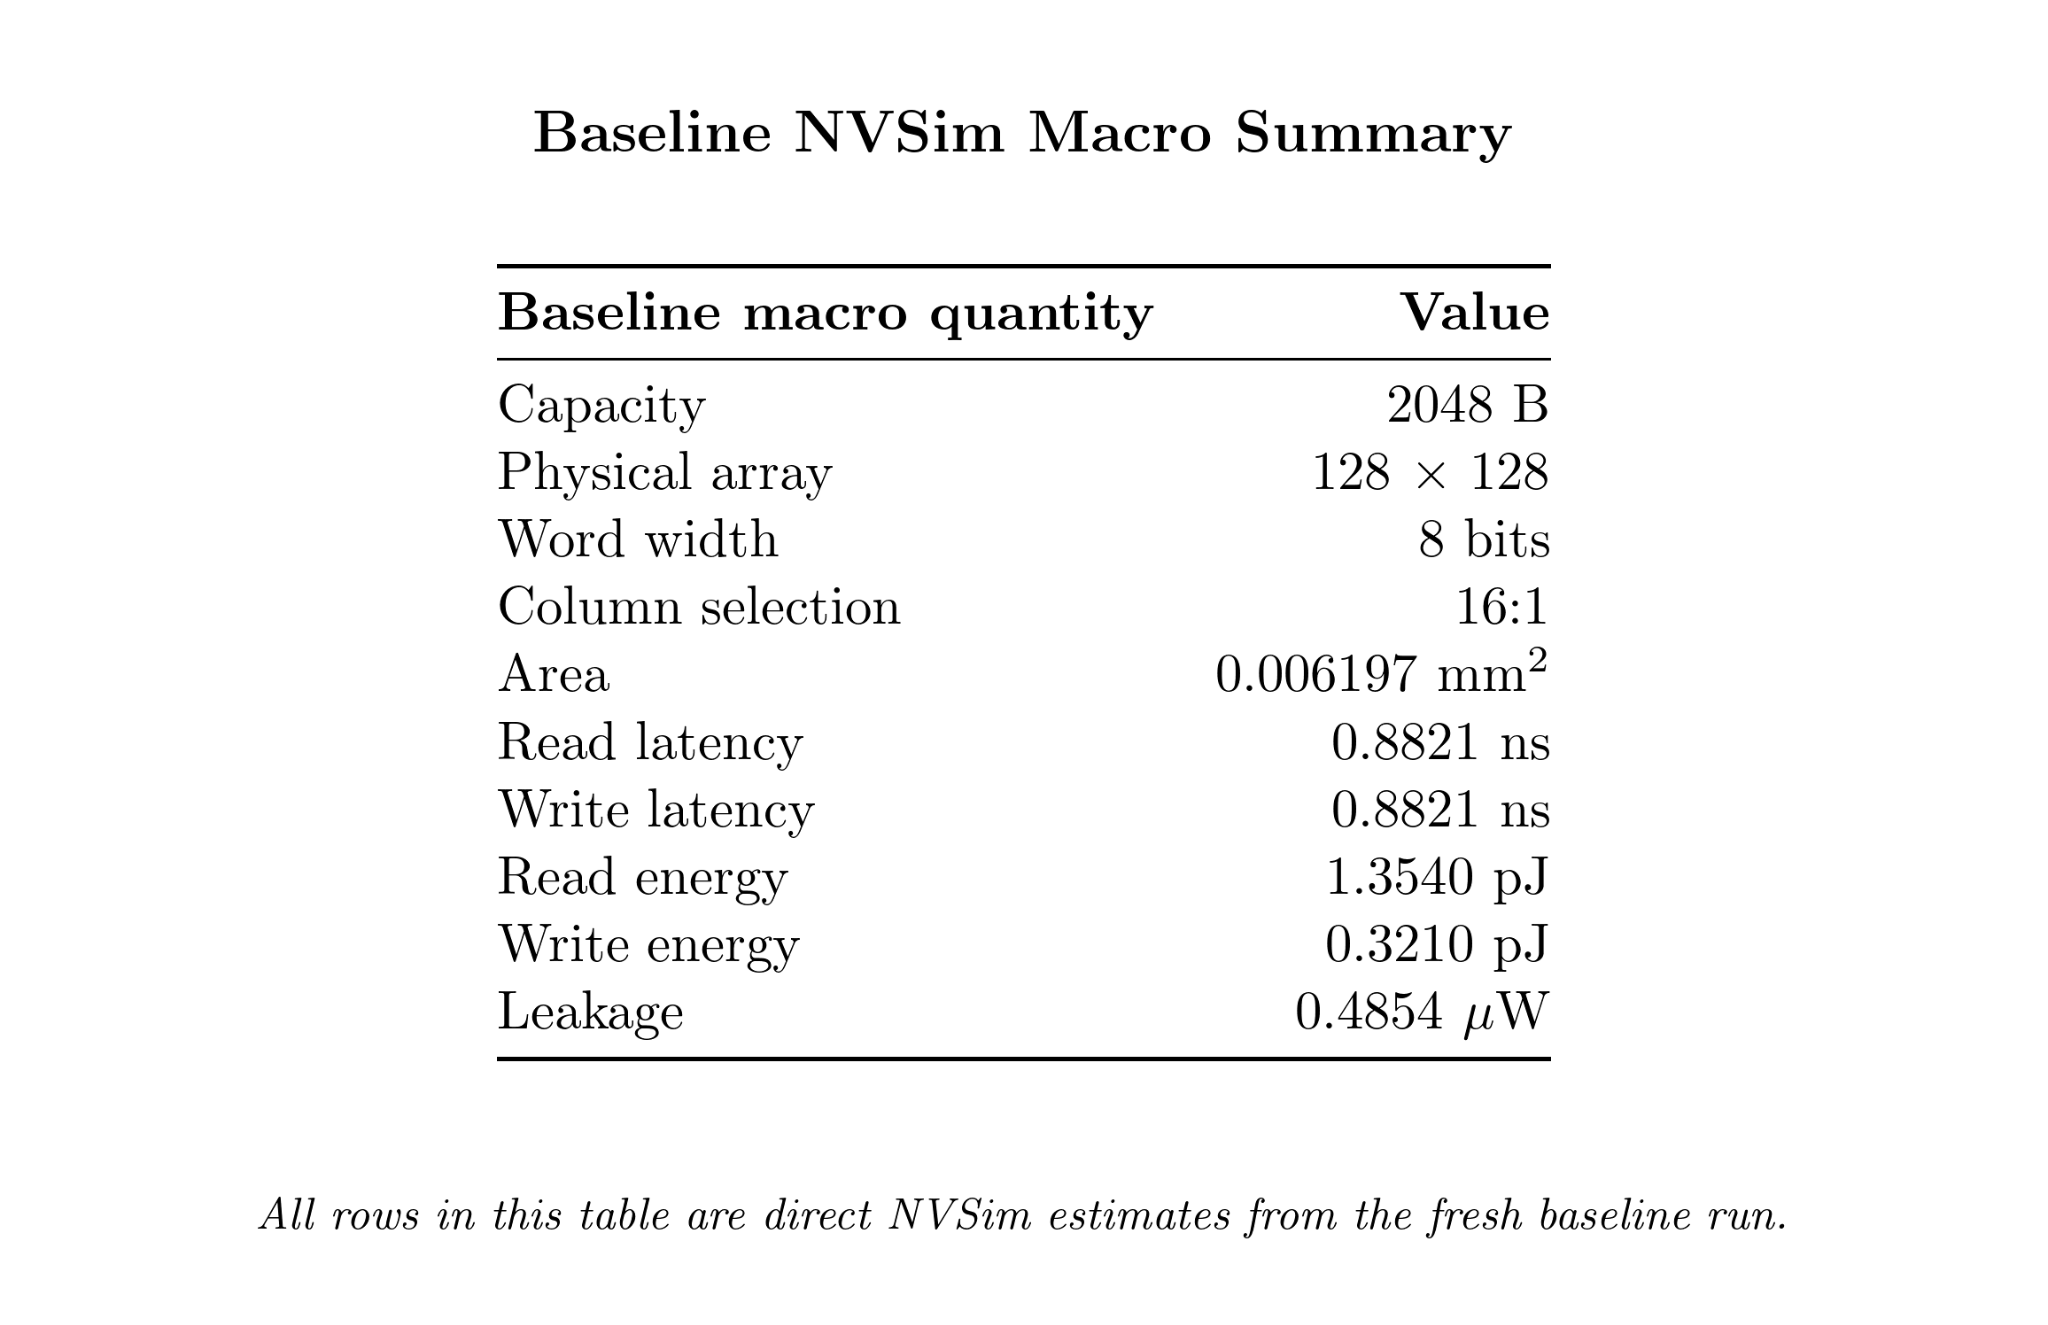 Baseline NVSim Macro Summary
Baseline macro quantity Value
Capacity 2048 B
Physical array 128 × 128
Word width 8 bits
Column selection 16:1
Area 0.006197 mm²
Read latency 0.8821 ns
Write latency 0.8821 ns
Read energy 1.3540 pJ
Write energy 0.3210 pJ
Leakage 0.4854 μW
All rows in this table are direct NVSim estimates from the fresh baseline run.